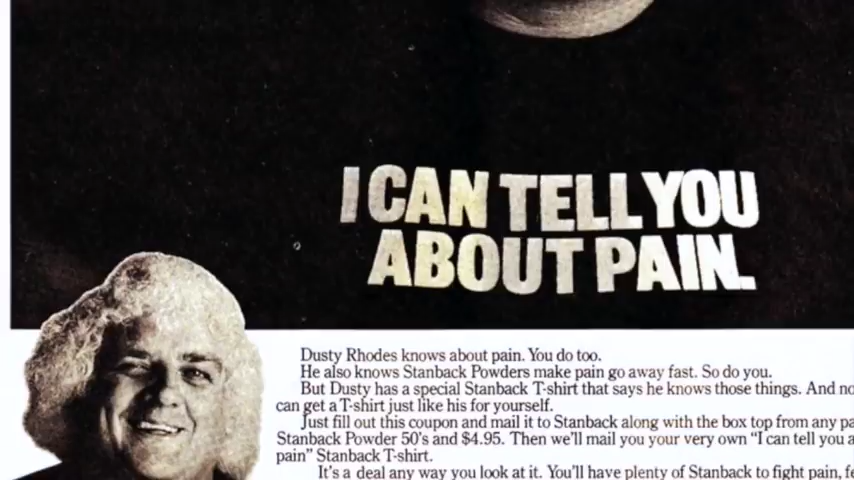 I CAN TELL YOU
ABOUT PAIN.
Dusty Rhodes knows about pain. You do too.
He also knows Stanback Powders make pain go away fast. So do you.
But Dusty has a special Stanback T-shirt that says he knows those things. And
can get a T-shirt just like his for yourself.
Just fill out this coupon and mail it to Stanback along with the box top from any
Stanback Powder 50's and $4.95. Then we'll mail you your very own "I can tell you
pain" Stanback T-shirt.
It's a deal any way you look at it. You'll have plenty of Stanback to fight pain,